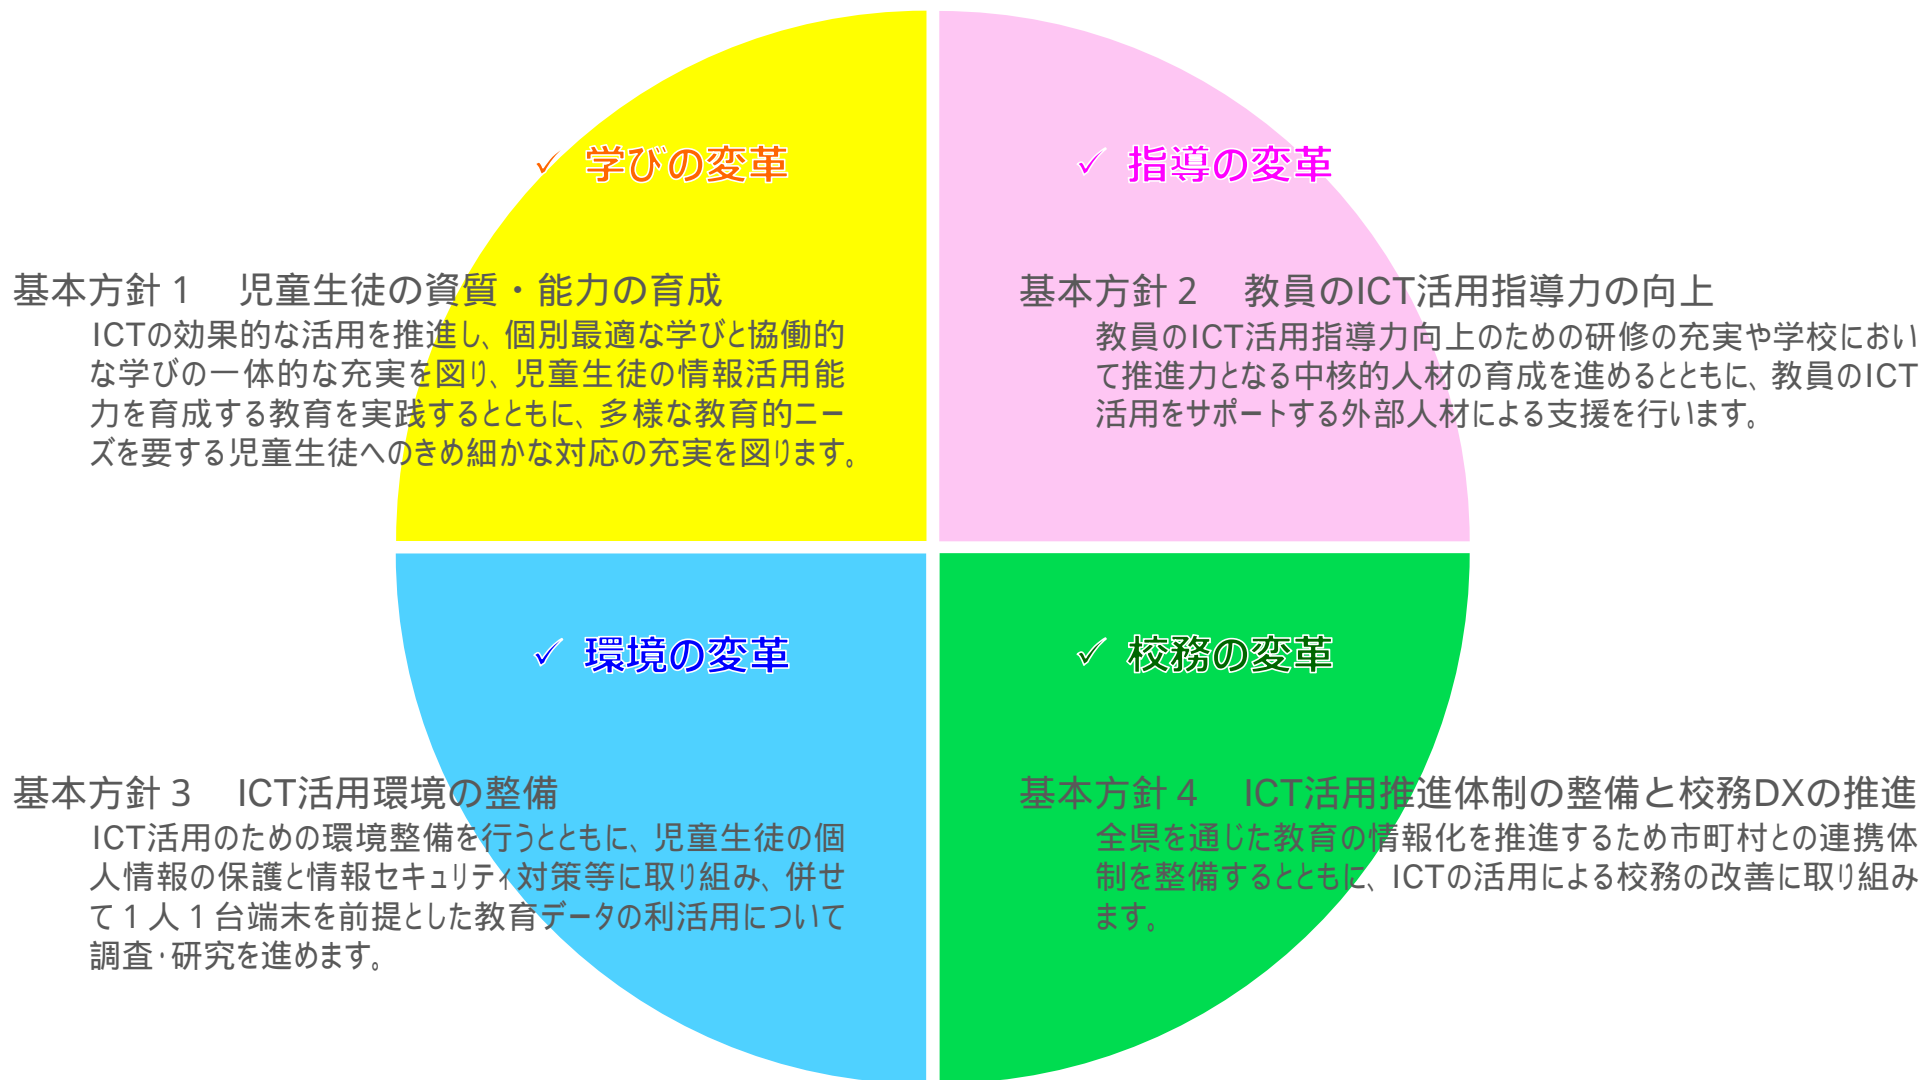 ✓ 学びの変革
基本方針1 児童生徒の資質・能力の育成
ICTの効果的な活用を推進し、個別最適な学びと協働的
な学びの一体的な充実を図り、児童生徒の情報活用能
力を育成する教育を実践するとともに、多様な教育的ニー
ズを要する児童生徒へのきめ細かな対応の充実を図ります。
✓ 指導の変革
基本方針2 教員のICT活用指導力の向上
教員のICT活用指導力向上のための研修の充実や学校におい
て推進力となる中核的人材の育成を進めるとともに、教員のICT
活用をサポートする外部人材による支援を行います。
✓ 環境の変革
基本方針3 ICT活用環境の整備
ICT活用のための環境整備を行うとともに、児童生徒の個
人情報の保護と情報セキュリティ対策等に取り組み、併せ
て1人1台端末を前提とした教育データの利活用について
調査・研究を進めます。
✓ 校務の変革
基本方針4 ICT活用推進体制の整備と校務DXの推進
全県を通じた教育の情報化を推進するため市町村との連携体
制を整備するとともに、ICTの活用による校務の改善に取り組み
ます。